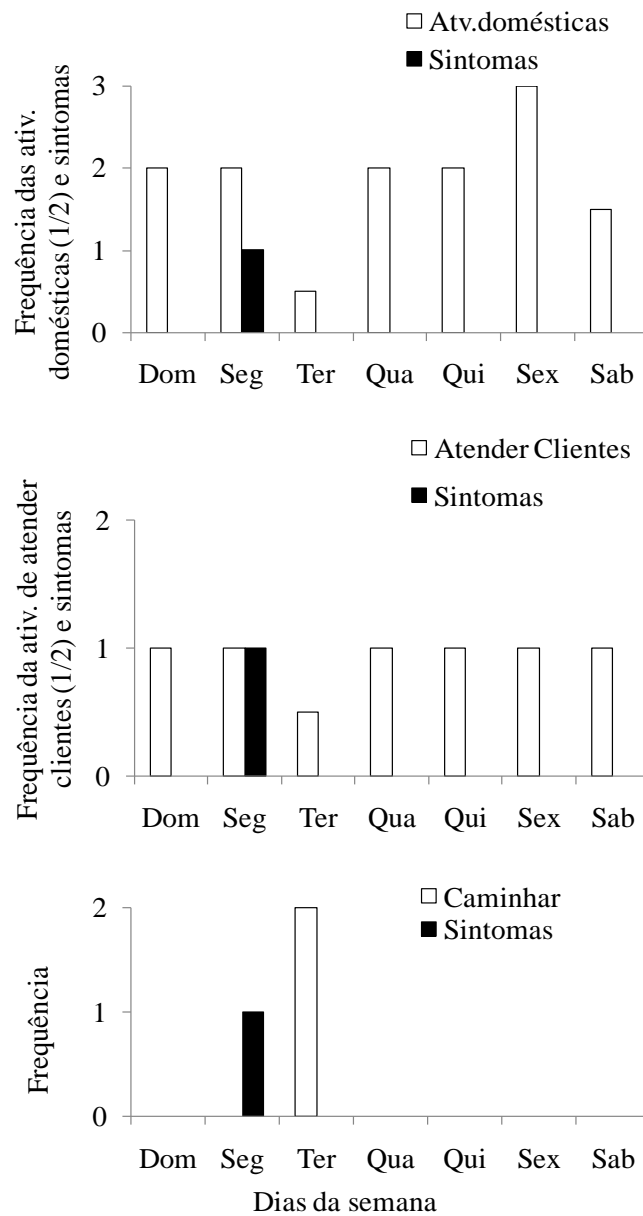 Atv.domésticas
Sintomas
Frequência das ativ.
domésticas (1/2) e sintomas
3
2
1
0
Dom Seg Ter Qua Qui Sex Sab
Atender Clientes
Sintomas
Frequência da ativ. de atender
clientes (1/2) e sintomas
2
1
0
Dom Seg Ter Qua Qui Sex Sab
Caminhar
Sintomas
Frequência
2
1
0
Dom Seg Ter Qua Qui Sex Sab
Dias da semana